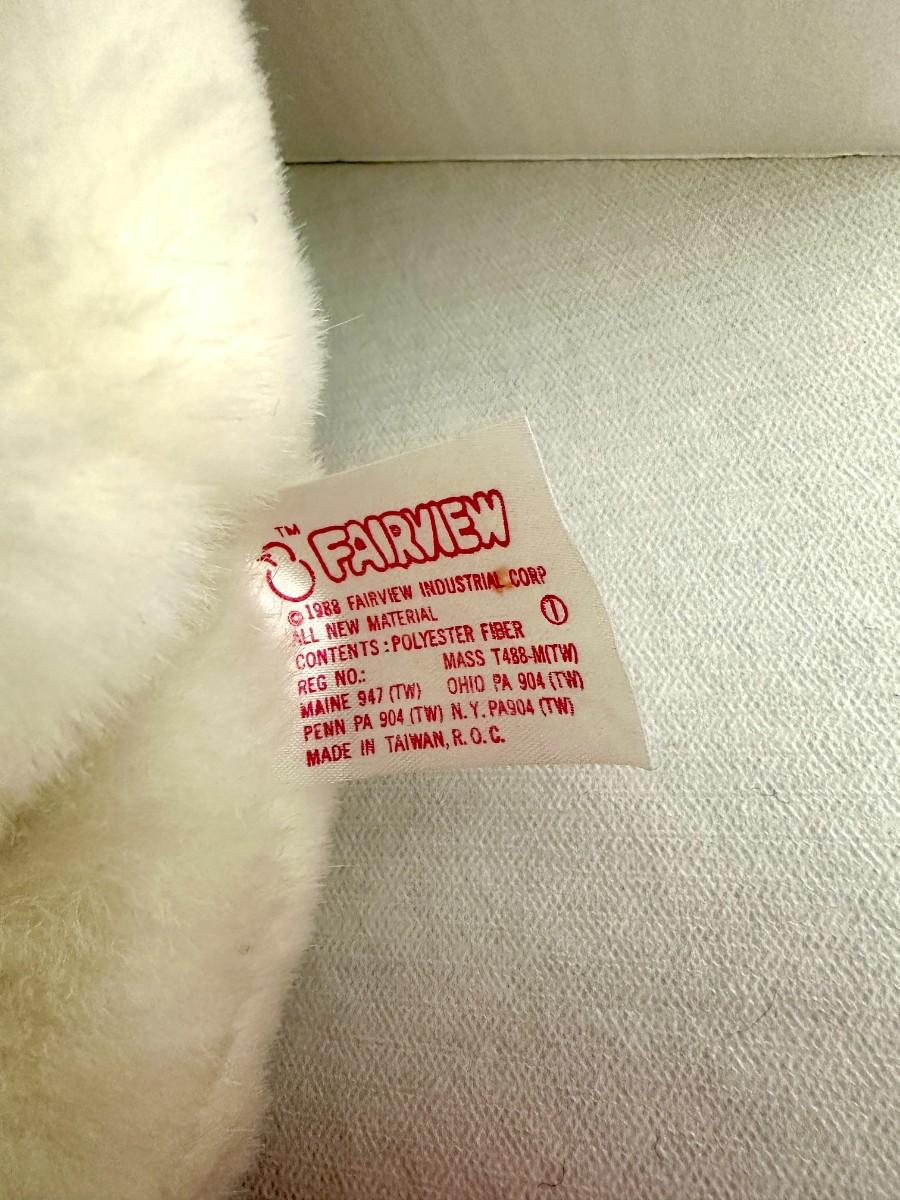 TM
FAIRVIEW
© 1988 FAIRVIEW INDUSTRIAL CORP
ALL NEW MATERIAL
CONTENTS : POLYESTER FIBER
1
REG NO.: MASS T488-M(TW)
MAINE 947 (TW) OHIO PA 904 (TW)
PENN PA 904 (TW) N.Y. PA904 (TW)
MADE IN TAIWAN, R.O.C.